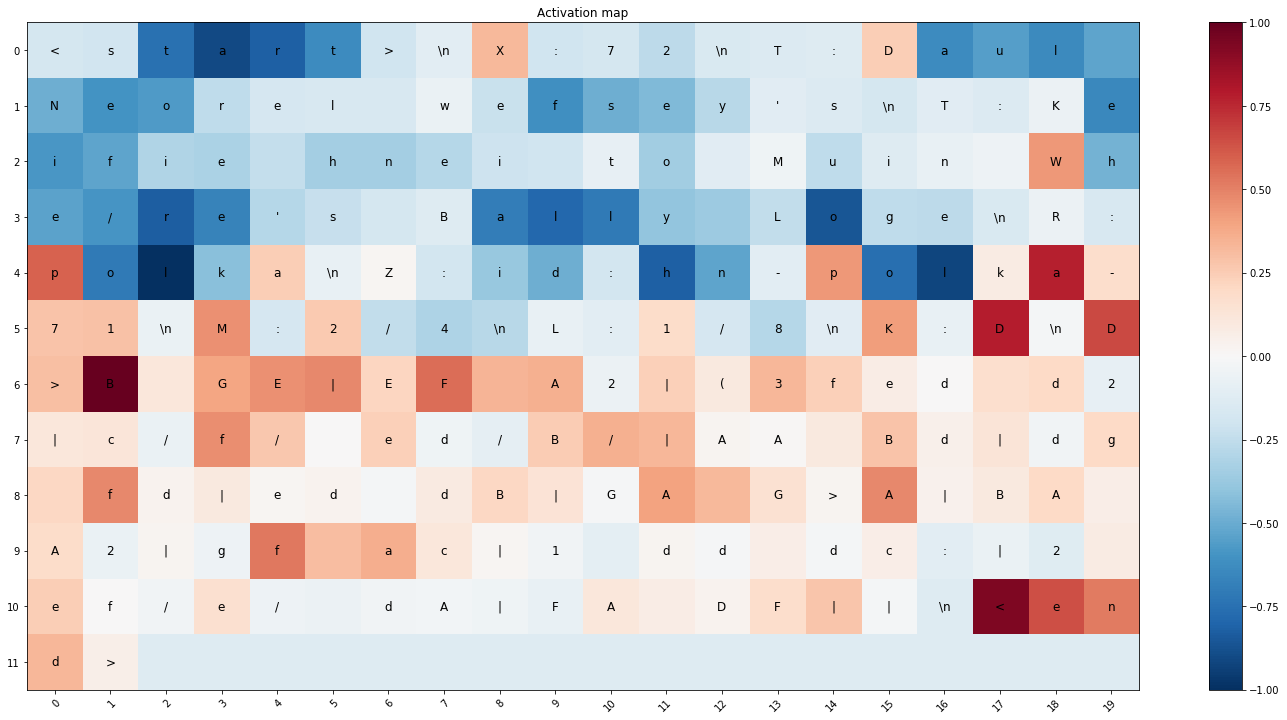 Activation map
0 < s t a r t > \n X : 7 2 \n T : D a u l
1 N e o r e l w e f s e y ' s \n T : K e
2 i f i e h n e i t o M u i n W h
3 e / r e ' s B a l l y L o g e \n R :
4 p o l k a \n Z : i d : h n - p o l k a -
5 7 1 \n M : 2 / 4 \n L : 1 / 8 \n K : D \n D
6 > B G E | E F A 2 | ( 3 f e d d 2
7 | c / f / e d / B / | A A B d | d g
8 f d | e d d B | G A G > A | B A
9 A 2 | g f a c | 1 d d d c : | 2
10 e f / e / d A | F A D F | | \n < e n
11 d >
0 1 2 3 4 5 6 7 8 9 10 11 12 13 14 15 16 17 18 19
1.00
0.75
0.50
0.25
0.00
−0.25
−0.50
−0.75
−1.00